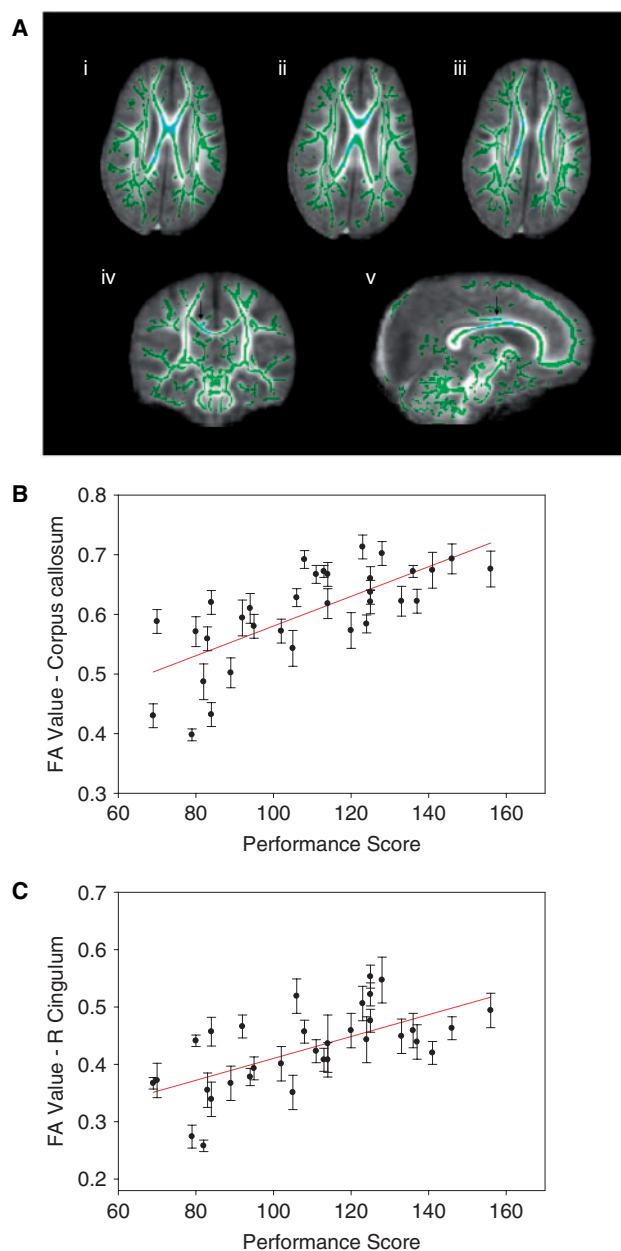 A
i
ii
iii
iv
v
B
0.8
0.7
0.6
0.5
0.4
0.3
FA Value - Corpus callosum
60
80
100
120
140
160
Performance Score
C
0.7
0.6
0.5
0.4
0.3
0.2
FA Value - R Cingulum
60
80
100
120
140
160
Performance Score